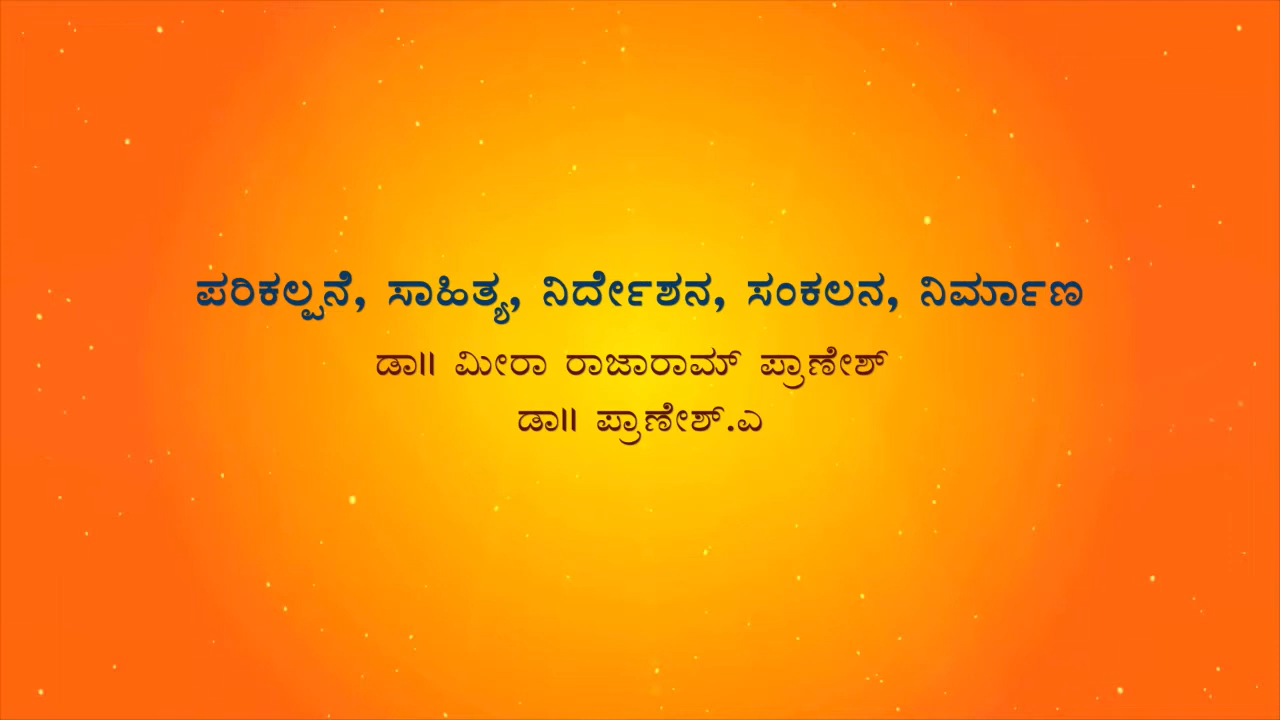 ಪರಿಕಲ್ಪನೆ, ಸಾಹಿತ್ಯ, ನಿರ್ದೇಶನ, ಸಂಕಲನ, ನಿರ್ಮಾಣ
ಡಾ|| ಮೀರಾ ರಾಜಾರಾಮ್ ಪ್ರಾಣೇಶ್
ಡಾ|| ಪ್ರಾಣೇಶ್.ಎ